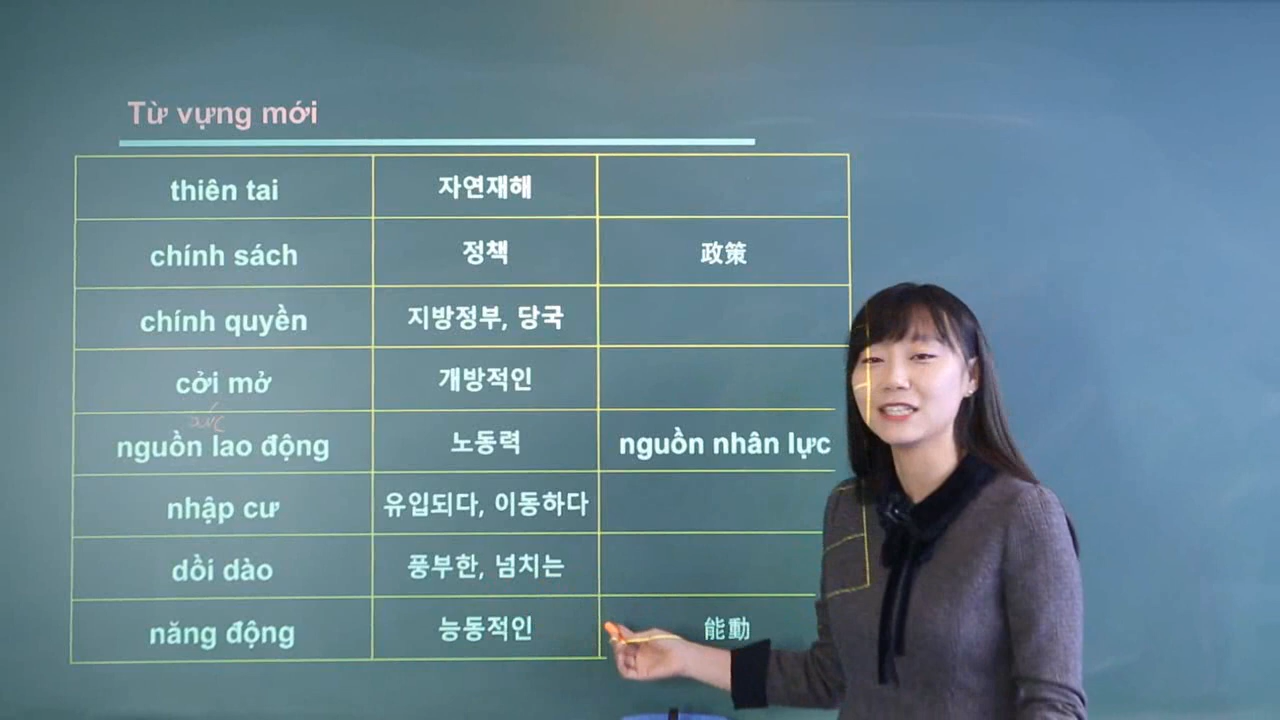 Từ vựng mới
thiên tai 자연재해
chính sách 정책 政策
chính quyền 지방정부, 당국
cởi mở 개방적인
nguồn lao động 노동력 nguồn nhân lực
nhập cư 유입되다, 이동하다
dồi dào 풍부한, 넘치는
năng động 능동적인 能動